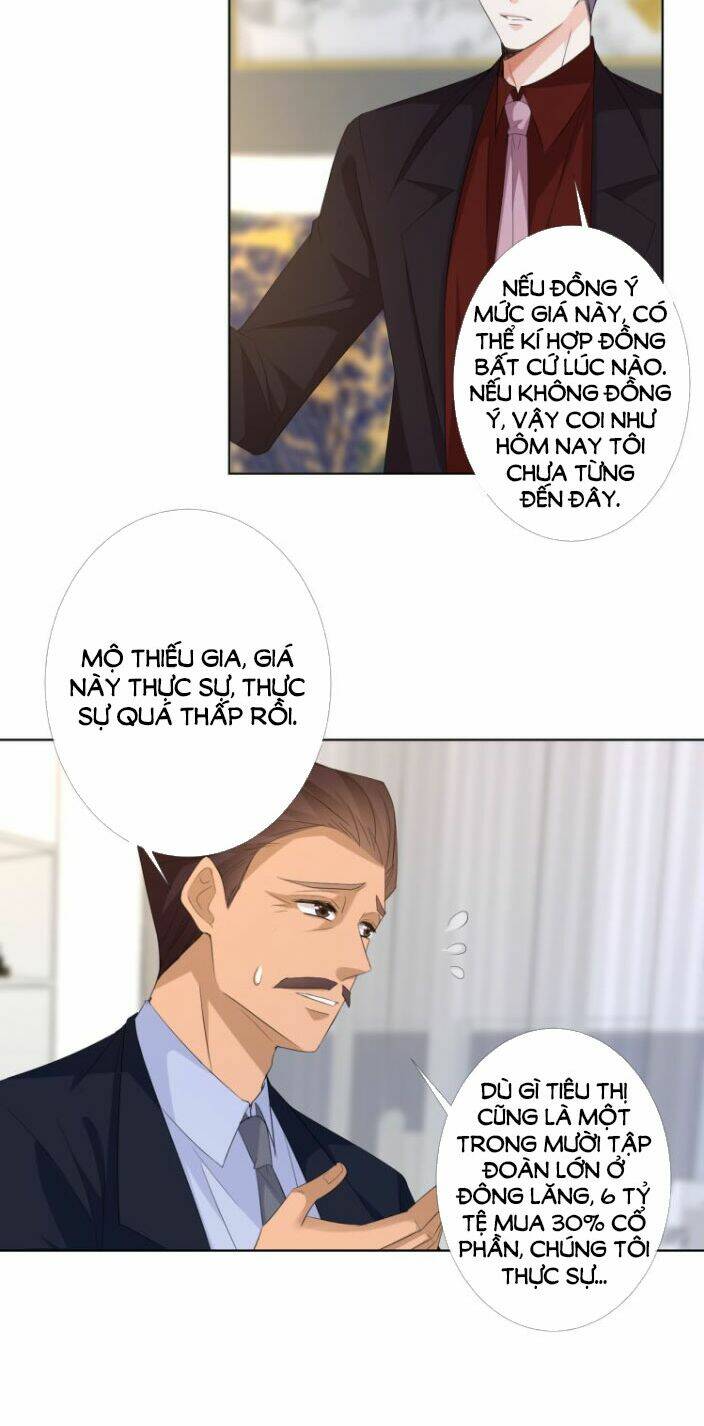 NẾU ĐỒNG Ý
MỨC GIÁ NÀY, CÓ
THỂ KÍ HỢP ĐỒNG
BẤT CỨ LÚC NÀO.
NẾU KHÔNG ĐỒNG
Ý, VẬY COI NHƯ
HÔM NAY TÔI
CHƯA TỪNG
ĐẾN ĐÂY.
MỘ THIẾU GIA, GIÁ
NÀY THỰC SỰ, THỰC
SỰ QUÁ THẤP RỒI.
DÙ GÌ TIÊU THỊ
CŨNG LÀ MỘT
TRONG MƯỜI TẬP
ĐOÀN LỚN Ở
ĐÔNG LĂNG, 6 TỶ
TỆ MUA 30% CỔ
PHẦN, CHÚNG TÔI
THỰC SỰ...